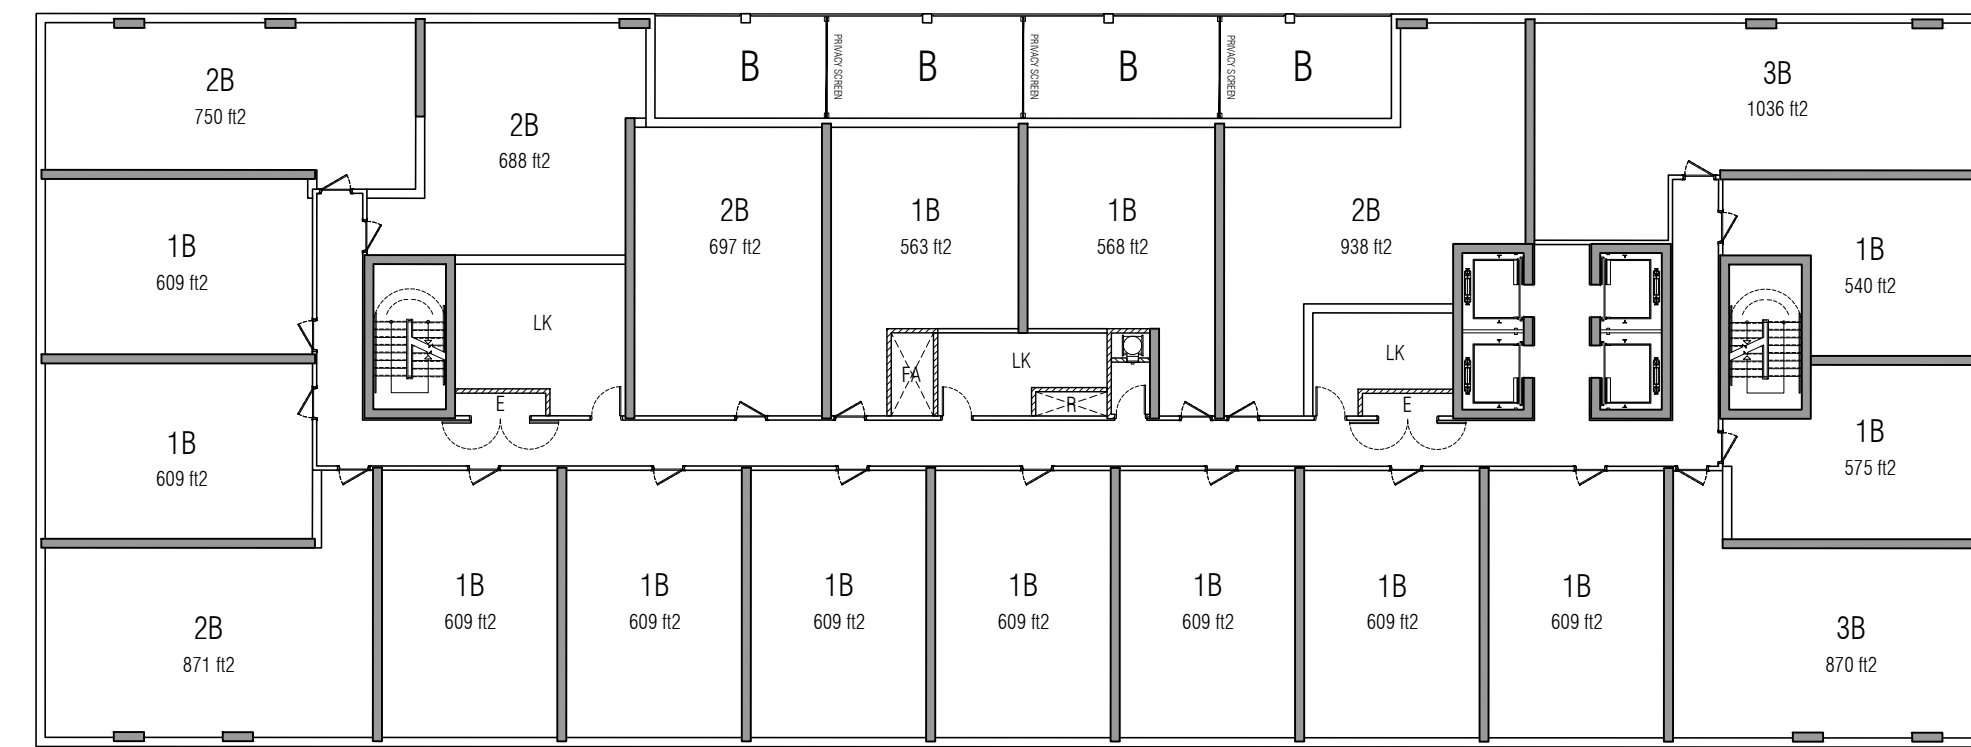 2B
750 ft2
2B
688 ft2
B
PRIVACY SCREEN
B
PRIVACY SCREEN
B
PRIVACY SCREEN
B
3B
1036 ft2
1B
609 ft2
2B
697 ft2
1B
563 ft2
1B
568 ft2
2B
938 ft2
1B
540 ft2
LK
FA
LK
LK
E
R
E
1B
609 ft2
1B
575 ft2
2B
871 ft2
1B
609 ft2
1B
609 ft2
1B
609 ft2
1B
609 ft2
1B
609 ft2
1B
609 ft2
1B
609 ft2
3B
870 ft2